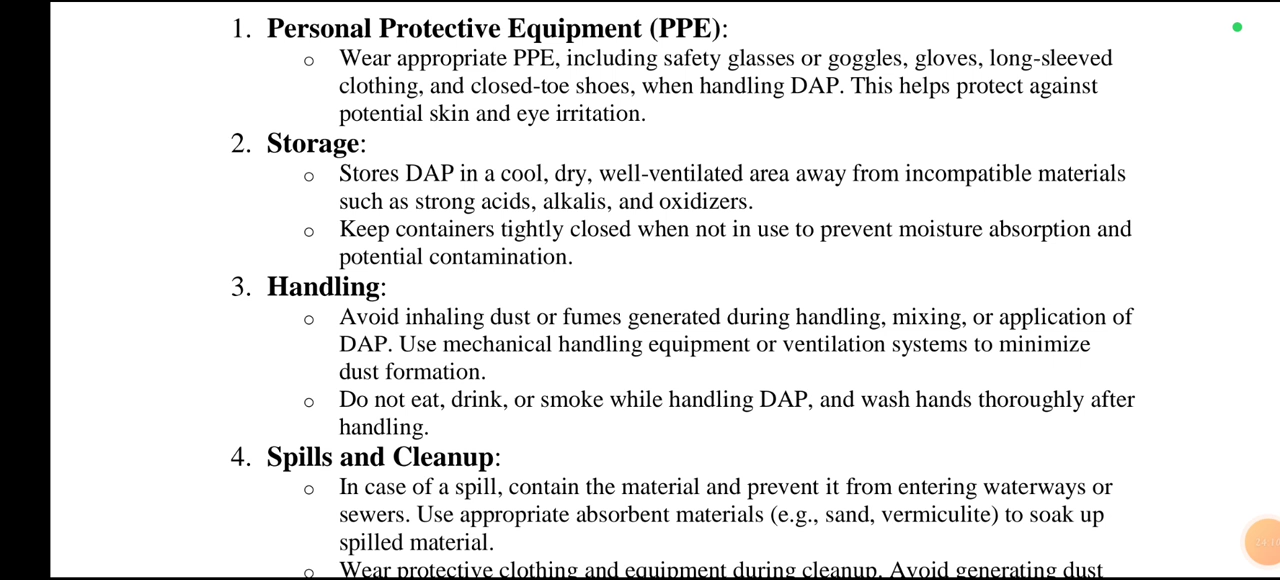 1. Personal Protective Equipment (PPE):
o Wear appropriate PPE, including safety glasses or goggles, gloves, long-sleeved
clothing, and closed-toe shoes, when handling DAP. This helps protect against
potential skin and eye irritation.
2. Storage:
o Stores DAP in a cool, dry, well-ventilated area away from incompatible materials
such as strong acids, alkalis, and oxidizers.
o Keep containers tightly closed when not in use to prevent moisture absorption and
potential contamination.
3. Handling:
o Avoid inhaling dust or fumes generated during handling, mixing, or application of
DAP. Use mechanical handling equipment or ventilation systems to minimize
dust formation.
o Do not eat, drink, or smoke while handling DAP, and wash hands thoroughly after
handling.
4. Spills and Cleanup:
o In case of a spill, contain the material and prevent it from entering waterways or
sewers. Use appropriate absorbent materials (e.g., sand, vermiculite) to soak up
spilled material.
o Wear protective clothing and equipment during cleanup. Avoid generating dust